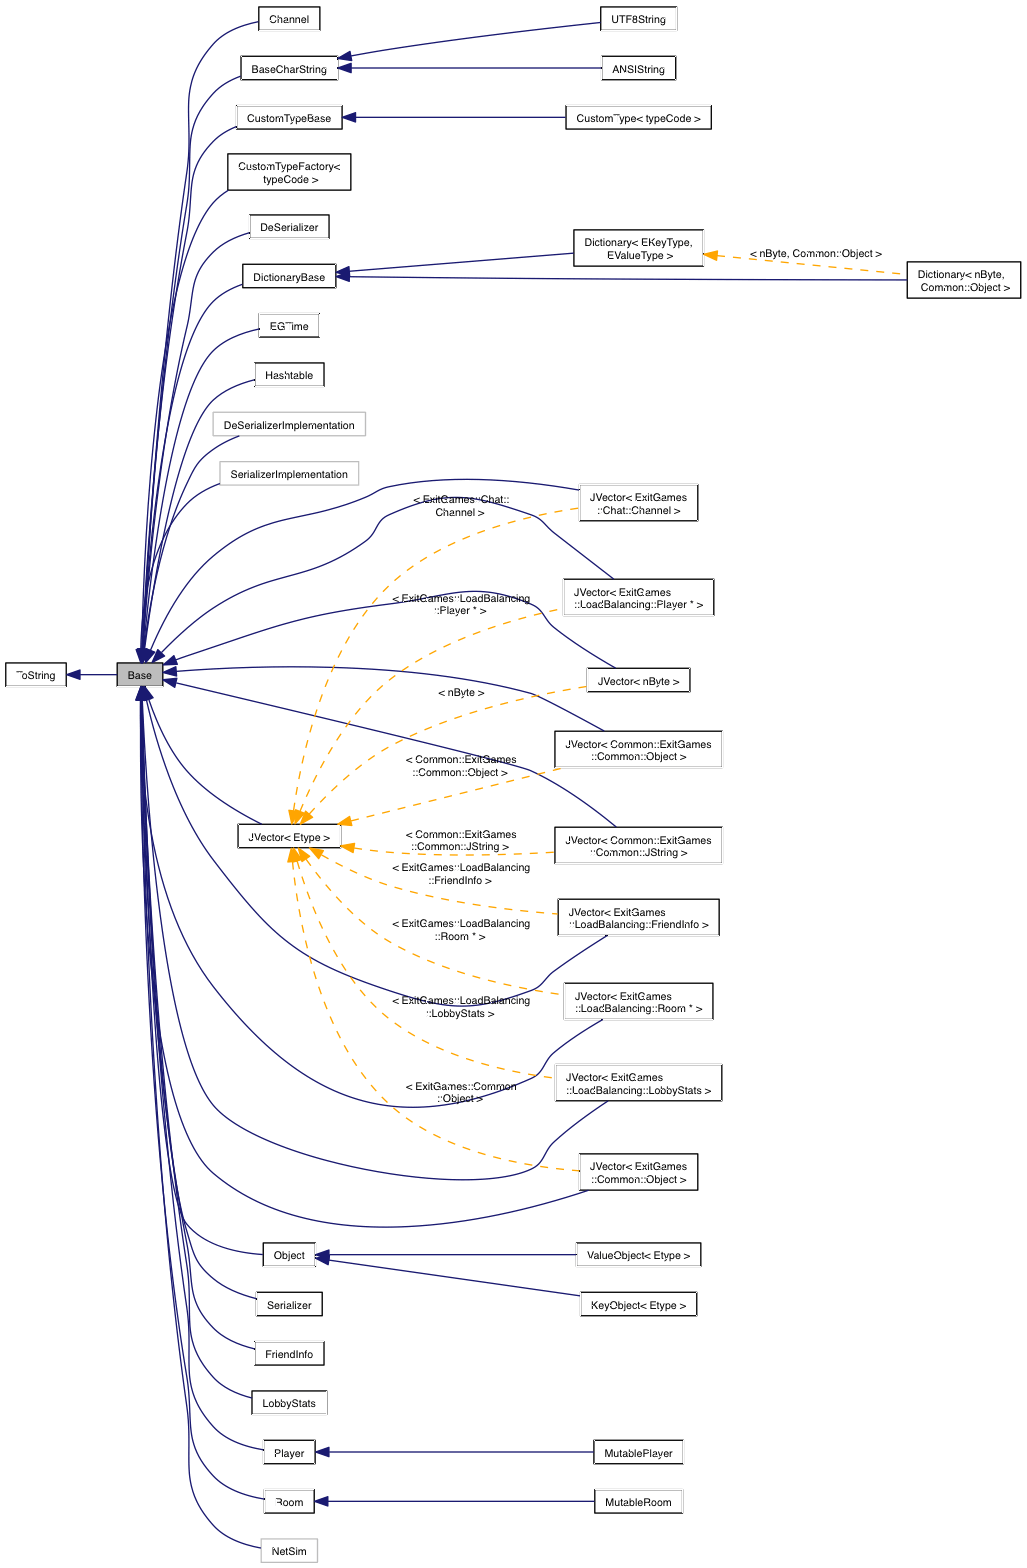 Channel
UTF8String
BaseCharString
ANSIString
CustomTypeBase
CustomType< typeCode >
CustomTypeFactory<
typeCode >
DeSerializer
Dictionary< EKeyType,
EValueType >
< nByte, Common::Object >
DictionaryBase
Dictionary< nByte,
Common::Object >
EGTime
Hashtable
DeSerializerImplementation
SerializerImplementation
JVector< ExitGames
::Chat::Channel >
< ExitGames::Chat::
Channel >
JVector< ExitGames
::LoadBalancing::Player * >
< ExitGames::LoadBalancing
::Player * >
ToString
Base
JVector< nByte >
< nByte >
JVector< Common::ExitGames
::Common::Object >
< Common::ExitGames
::Common::Object >
JVector< Etype >
< Common::ExitGames
::Common::JString >
JVector< Common::ExitGames
::Common::JString >
< ExitGames::LoadBalancing
::FriendInfo >
JVector< ExitGames
::LoadBalancing::FriendInfo >
< ExitGames::LoadBalancing
::Room * >
JVector< ExitGames
::LoadBalancing::Room * >
< ExitGames::LoadBalancing
::LobbyStats >
JVector< ExitGames
::LoadBalancing::LobbyStats >
< ExitGames::Common
::Object >
JVector< ExitGames
::Common::Object >
Object
ValueObject< Etype >
Serializer
KeyObject< Etype >
FriendInfo
LobbyStats
Player
MutablePlayer
Room
MutableRoom
NetSim